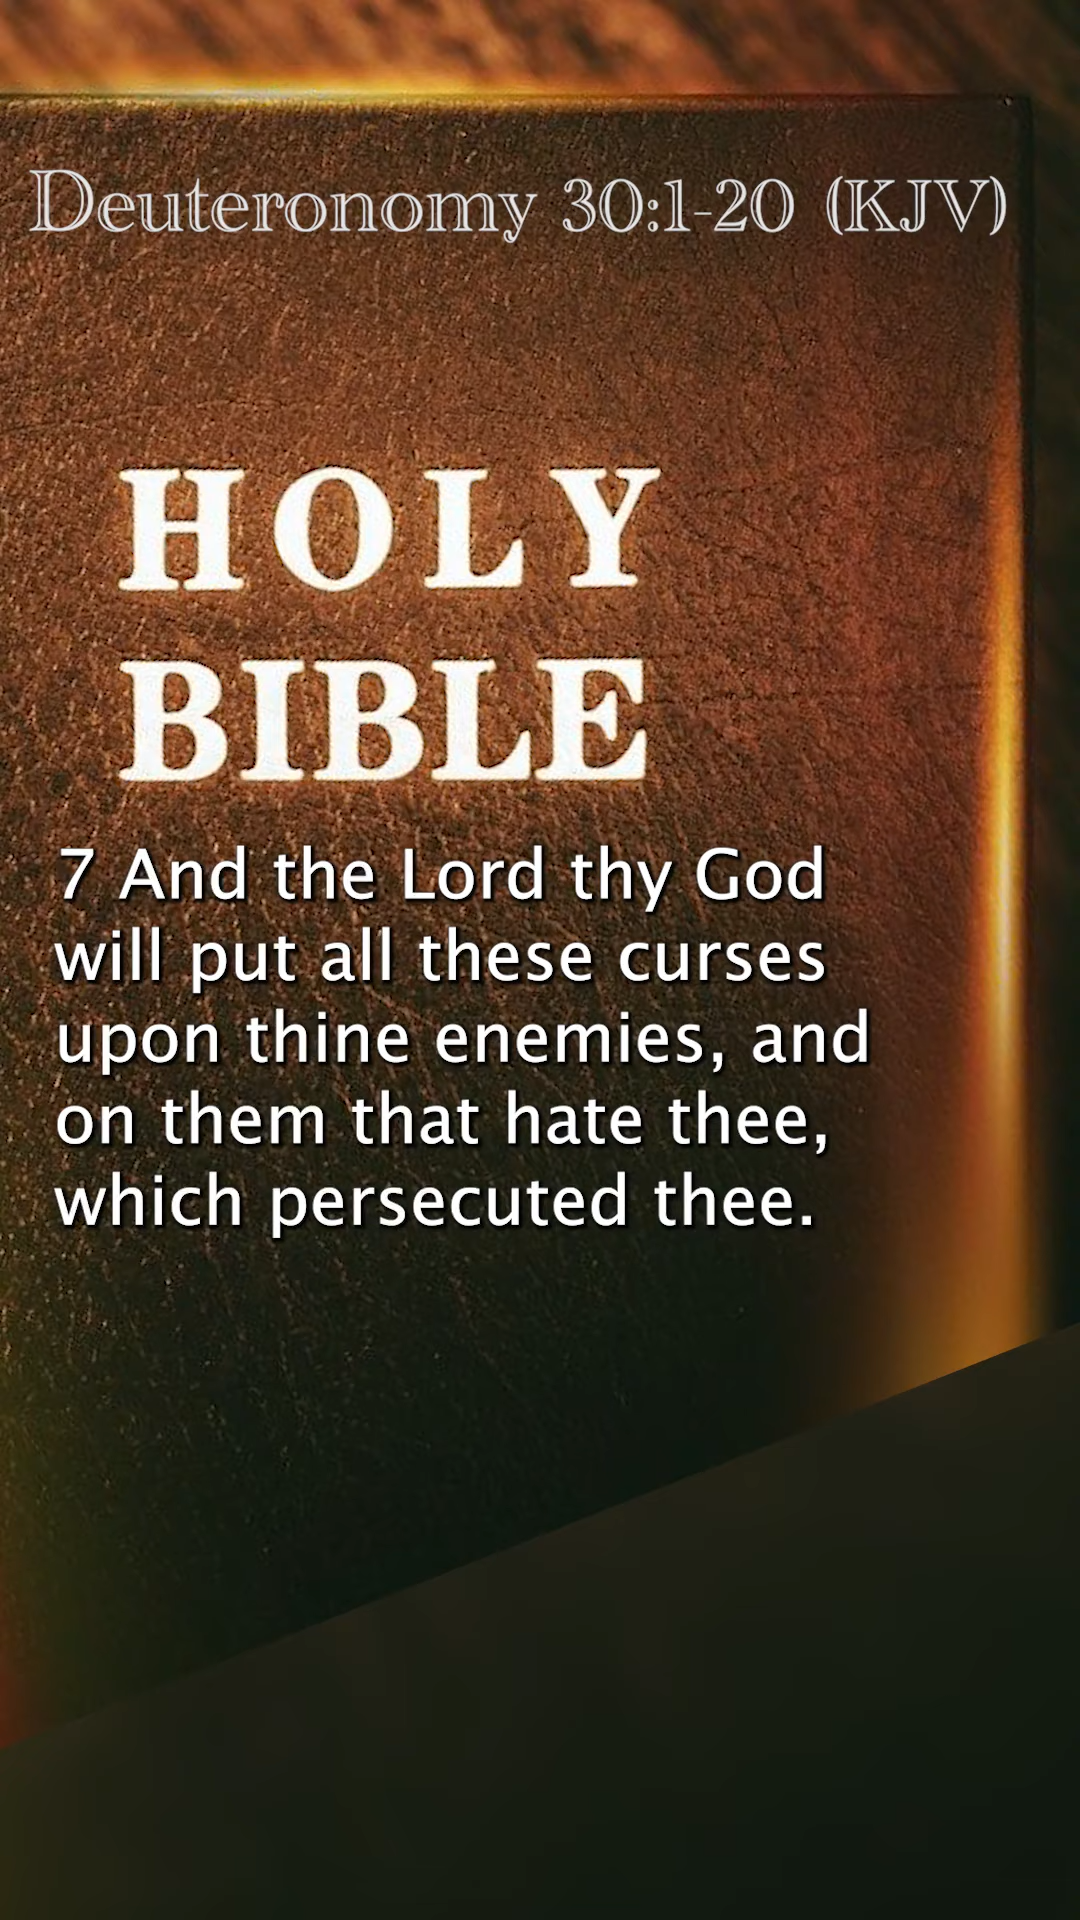 Deuteronomy 30:1-20 (KJV)
HOLY
BIBLE
7 And the Lord thy God
will put all these curses
upon thine enemies, and
on them that hate thee,
which persecuted thee.